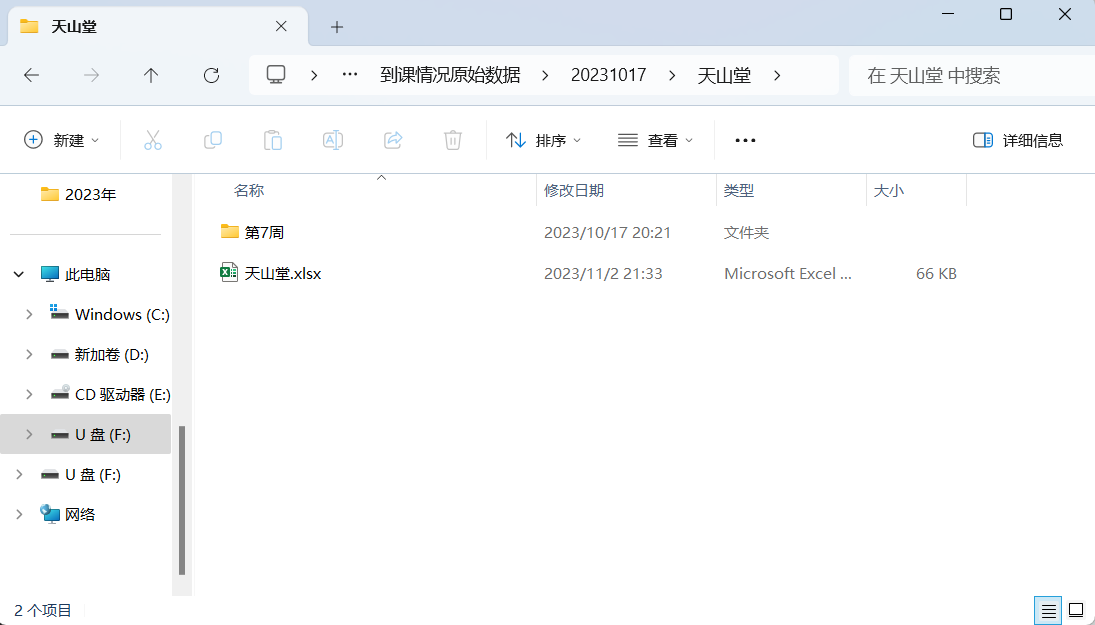 天山堂
… 到课情况原始数据 20231017 天山堂
在 天山堂 中搜索
新建 排序 查看 ••• 详细信息
2023年
此电脑
Windows (C:)
新加卷 (D:)
CD 驱动器 (E:)
U 盘 (F:)
U 盘 (F:)
网络
名称 修改日期 类型 大小
第7周 2023/10/17 20:21 文件夹
天山堂.xlsx 2023/11/2 21:33 Microsoft Excel ... 66 KB
2 个项目